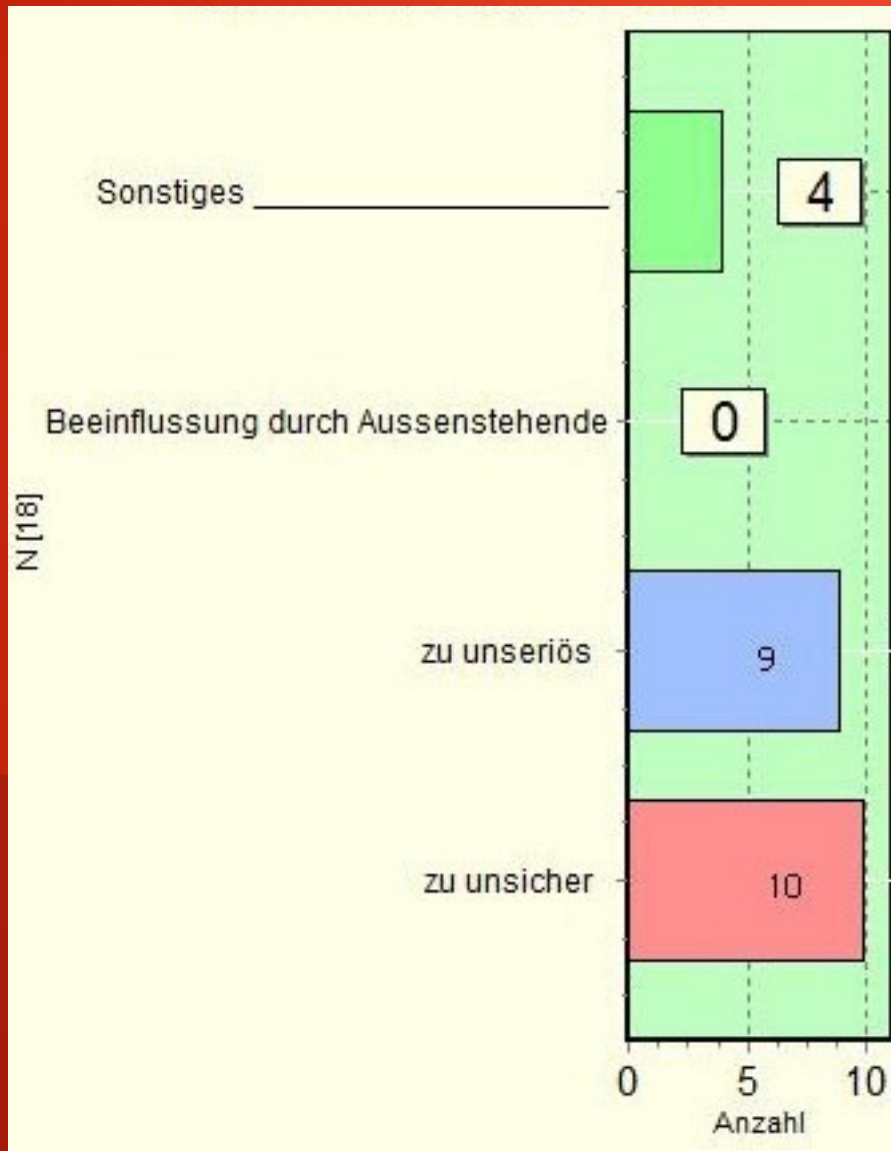 Sonstiges
4
Beeinflussung durch Aussenstehende
0
N [18]
zu unseriös
9
zu unsicher
10
0 5 10
Anzahl